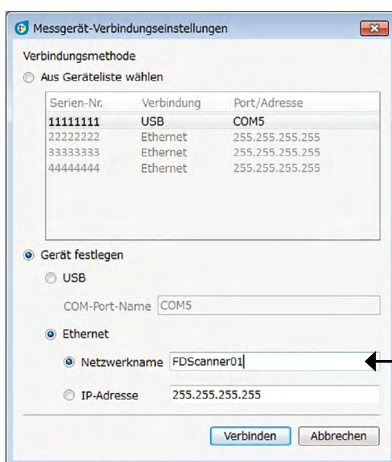 Messgerät-Verbindungseinstellungen
Verbindungsmethode
Aus Geräteliste wählen
Serien-Nr. Verbindung Port/Adresse
11111111 USB COM5
22222222 Ethernet 255.255.255.255
33333333 Ethernet 255.255.255.255
44444444 Ethernet 255.255.255.255
Gerät festlegen
USB
COM-Port-Name COM5
Ethernet
Netzwerkname FDScanner01
IP-Adresse 255.255.255.255
Verbinden Abbrechen